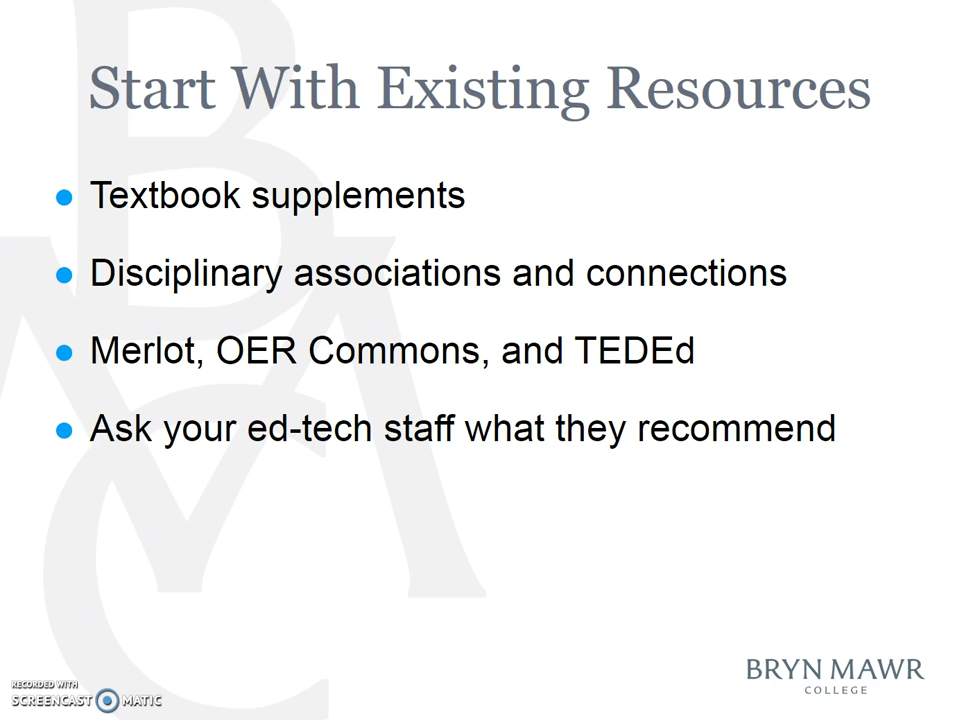 Start With Existing Resources
Textbook supplements
Disciplinary associations and connections
Merlot, OER Commons, and TEDEd
Ask your ed-tech staff what they recommend
BRYN MAWR
COLLEGE
RECORDED WITH
SCREENCAST MATIC